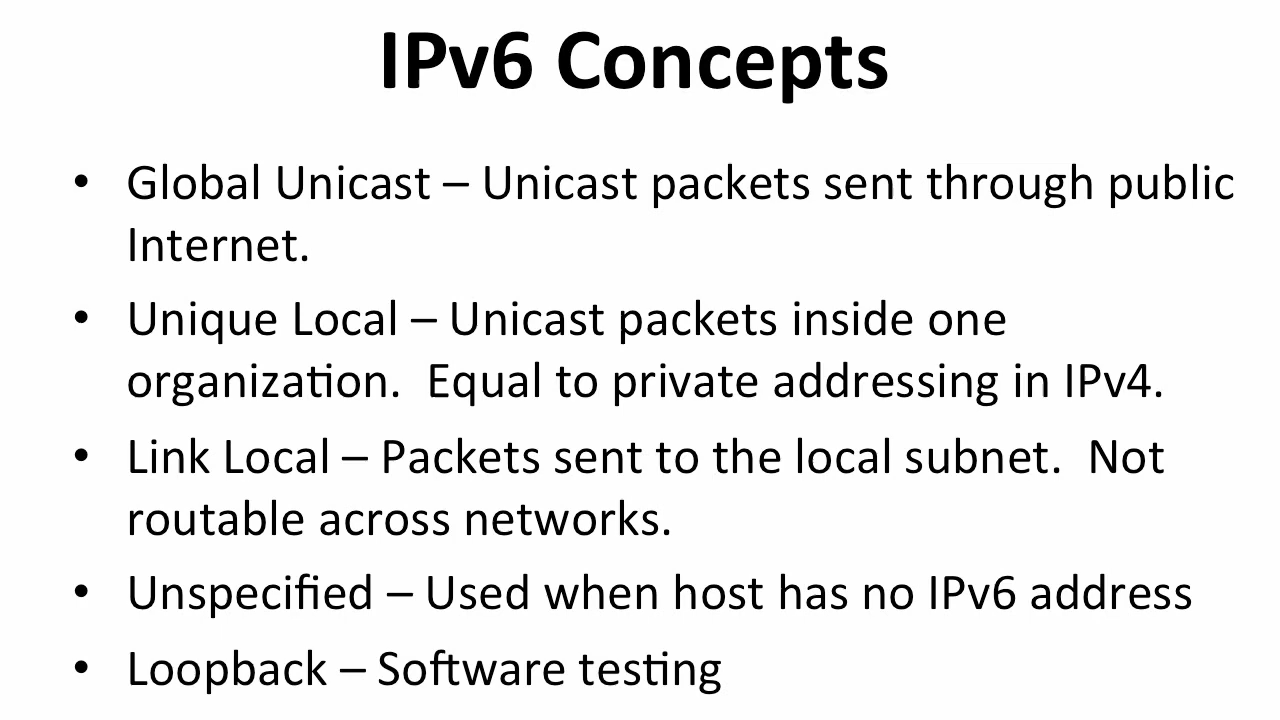 IPv6 Concepts
• Global Unicast – Unicast packets sent through public
Internet.
• Unique Local – Unicast packets inside one
organization.  Equal to private addressing in IPv4.
• Link Local – Packets sent to the local subnet.  Not
routable across networks.
• Unspecified – Used when host has no IPv6 address
• Loopback – Software testing